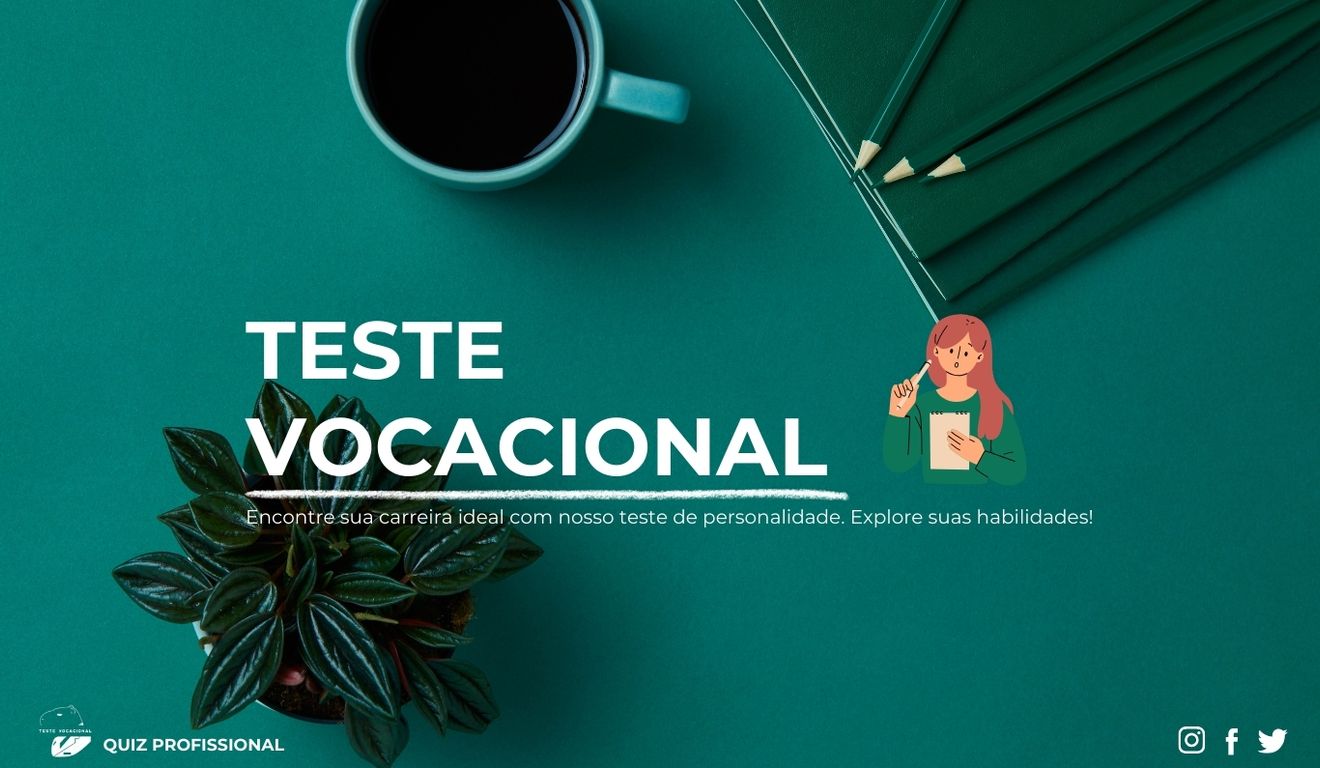 TESTE
VOCACIONAL
Encontre sua carreira ideal com nosso teste de personalidade. Explore suas habilidades!
TESTE VOCACIONAL
QUIZ PROFISSIONAL